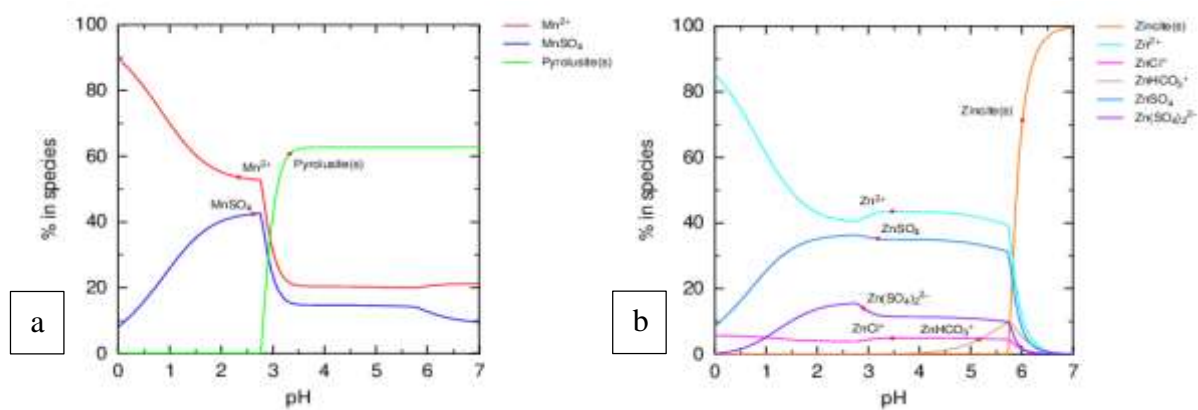 100
80
60
40
20
0
% in species
0 1 2 3 4 5 6 7
pH
Mn²⁺
MnSO₄
Pyrolusite(s)
Mn²⁺
MnSO₄
Pyrolusite(s)
a
100
80
60
40
20
0
% in species
0 1 2 3 4 5 6 7
pH
Zincite(s)
Zn²⁺
ZnSO₄
Zn(SO₄)₂²⁻
ZnCl⁺
ZnHCO₃⁺
Zincite(s)
Zn²⁺
ZnCl⁺
ZnHCO₃⁺
ZnSO₄
Zn(SO₄)₂²⁻
b